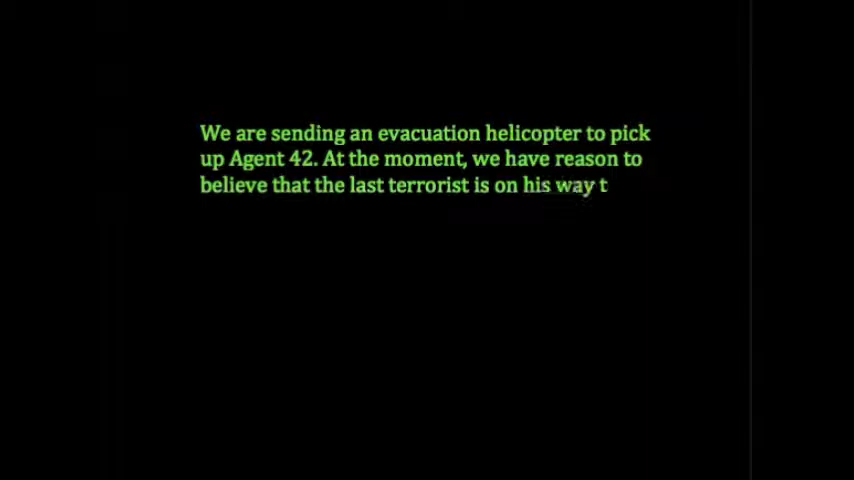 We are sending an evacuation helicopter to pick
up Agent 42. At the moment, we have reason to
believe that the last terrorist is on his way t